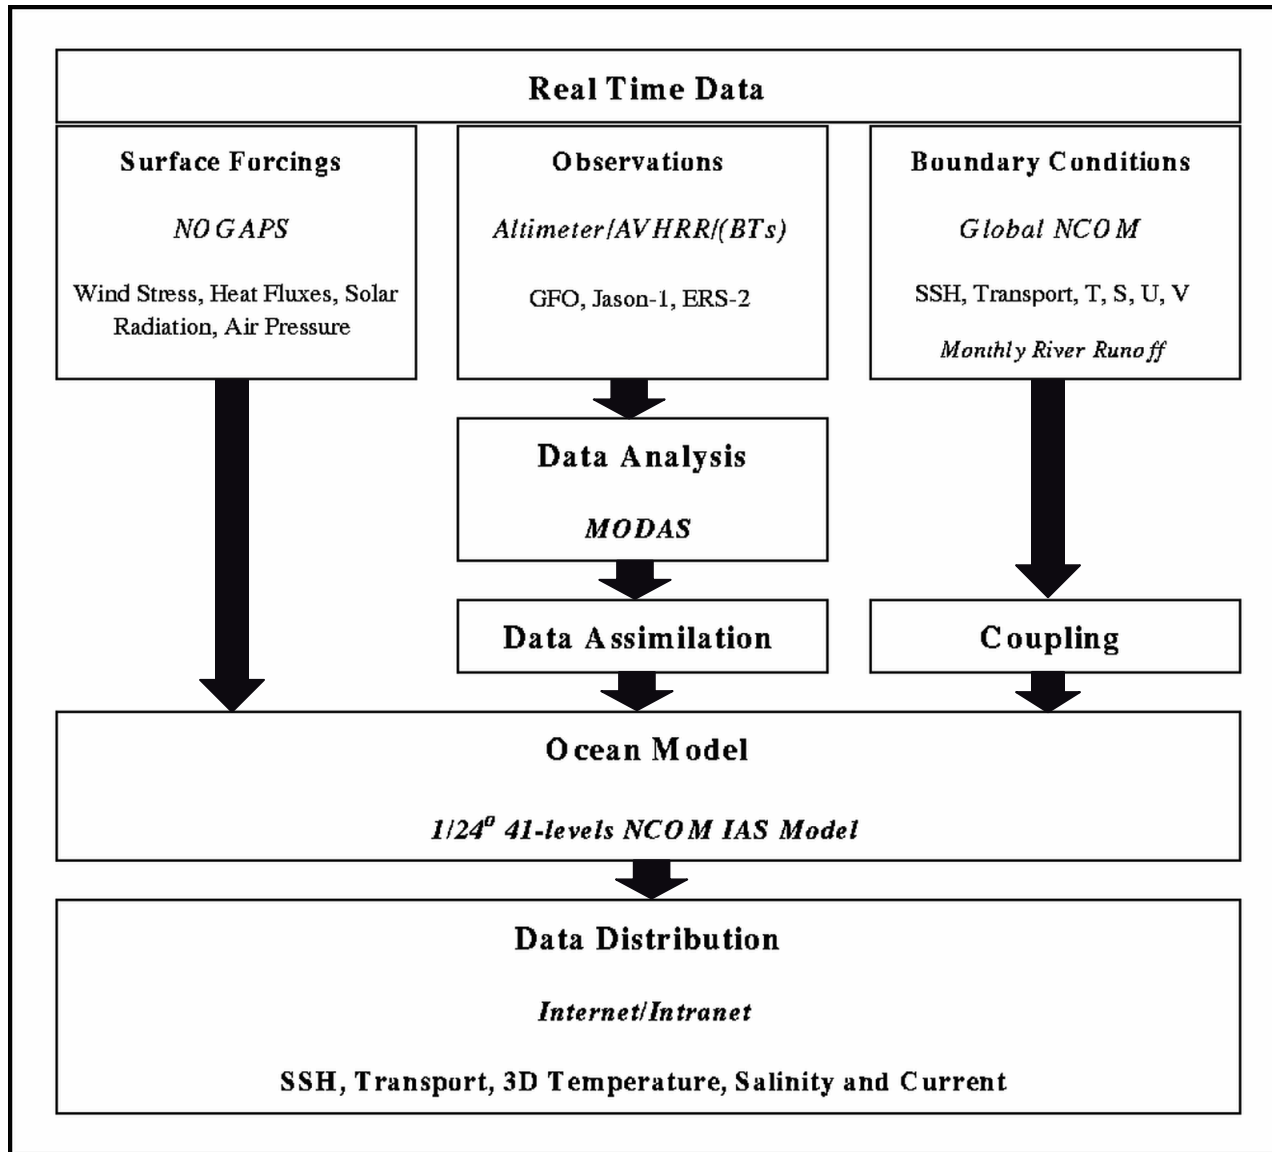 Real Time Data
Surface Forcings
NOGAPS
Wind Stress, Heat Fluxes, Solar
Radiation, Air Pressure
Observations
Altimeter/AVHRR/(BTs)
GFO, Jason-1, ERS-2
Boundary Conditions
Global NCOM
SSH, Transport, T, S, U, V
Monthly River Runoff
Data Analysis
MODAS
Data Assimilation
Coupling
Ocean Model
1/24º 41-levels NCOM IAS Model
Data Distribution
Internet/Intranet
SSH, Transport, 3D Temperature, Salinity and Current